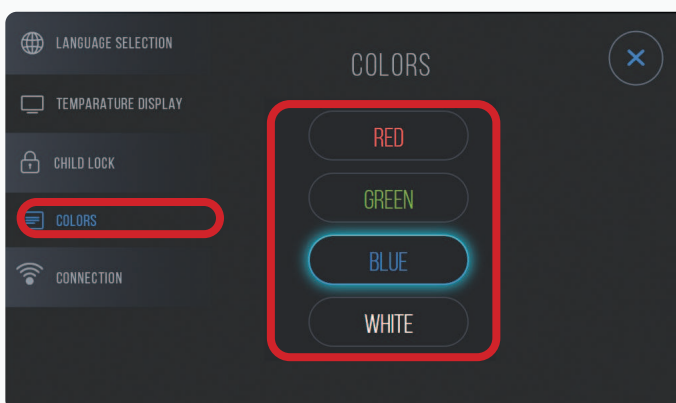 LANGUAGE SELECTION
TEMPARATURE DISPLAY
CHILD LOCK
COLORS
CONNECTION
COLORS
RED
GREEN
BLUE
WHITE